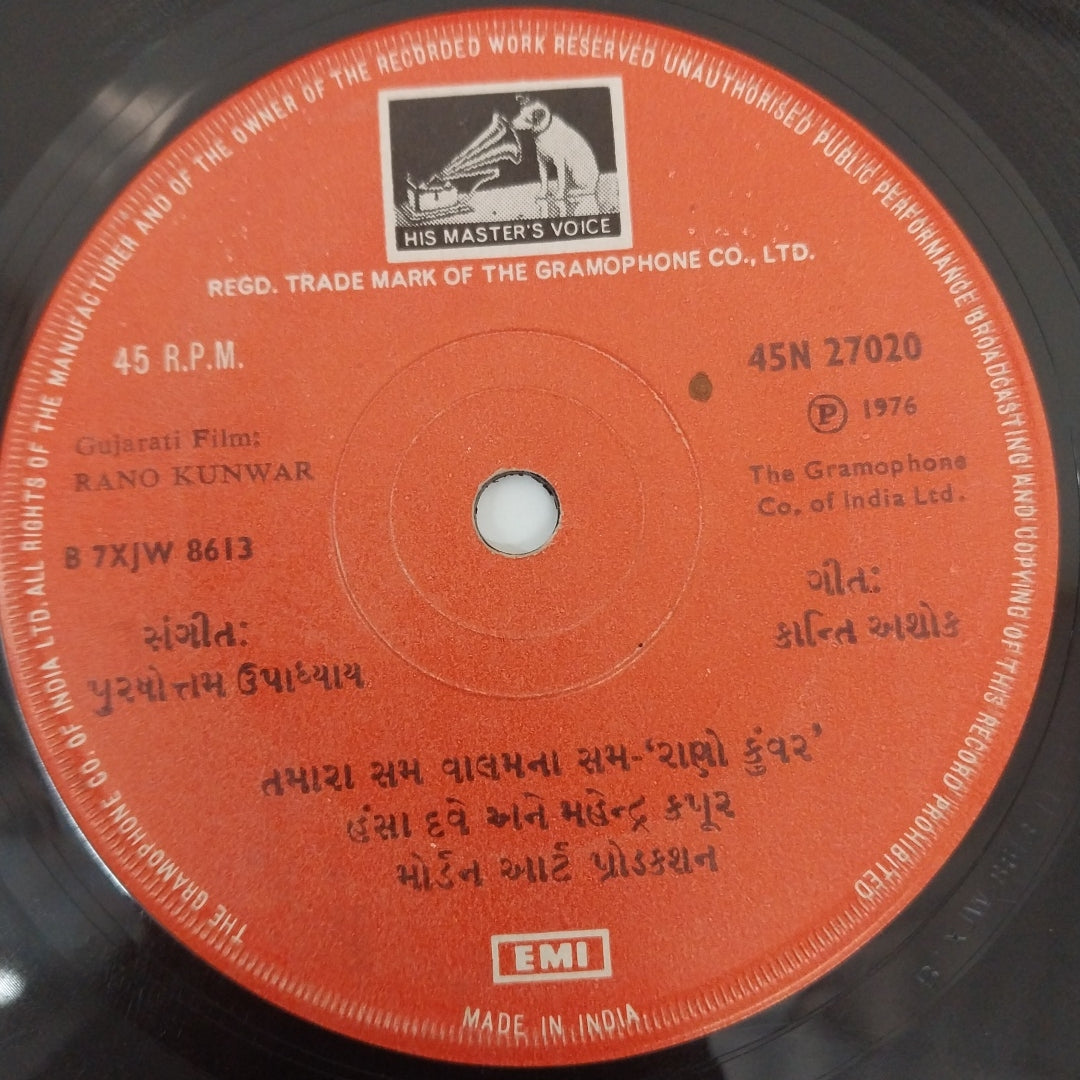 THE GRAMOPHONE CO. OF INDIA LTD. ALL RIGHTS OF THE MANUFACTURER AND OF THE OWNER OF THE RECORDED WORK RESERVED UNAUTHORISED PUBLIC PERFORMANCE BROADCASTING AND COPYING OF THIS RECORD PROHIBITED
HIS MASTER'S VOICE
REGD. TRADE MARK OF THE GRAMOPHONE CO., LTD.
45 R.P.M.
45N 27020
Ⓟ 1976
Gujarati Film:
RANO KUNWAR
The Gramophone
Co. of India Ltd.
B 7XJW 8613
ગીત:
કાન્તિ અશોક
સંગીત:
પુરષોત્તમ ઉપાધ્યાય
તમારા સમ વાલમના સમ-‘રાણો કુંવર’
હંસા દવે અને મહેન્દ્ર કપૂર
મોર્ડન આર્ટ પ્રોડકશન
EMI
MADE IN INDIA